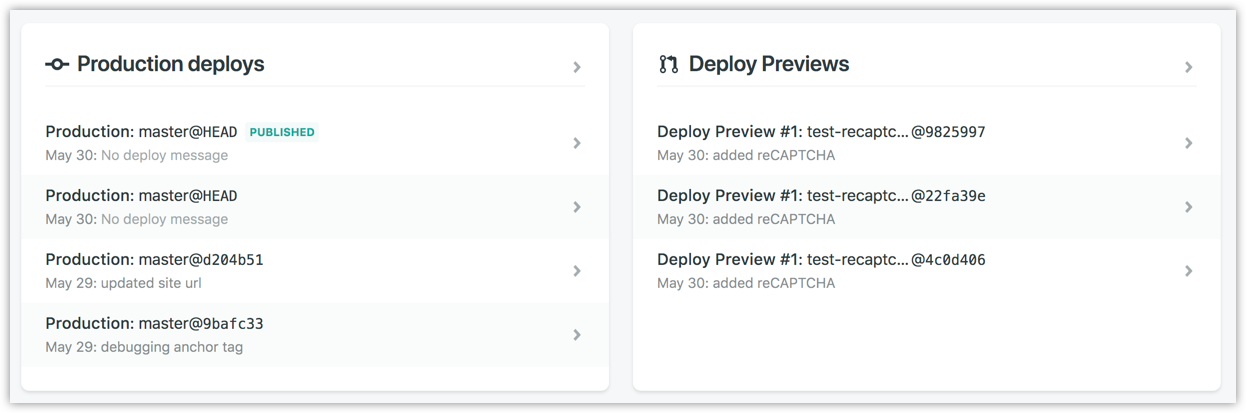 Production deploys
Production: master@HEAD PUBLISHED
May 30: No deploy message
Production: master@HEAD
May 30: No deploy message
Production: master@d204b51
May 29: updated site url
Production: master@9bafc33
May 29: debugging anchor tag
Deploy Previews
Deploy Preview #1: test-recaptc...@9825997
May 30: added reCAPTCHA
Deploy Preview #1: test-recaptc...@22fa39e
May 30: added reCAPTCHA
Deploy Preview #1: test-recaptc...@4c0d406
May 30: added reCAPTCHA